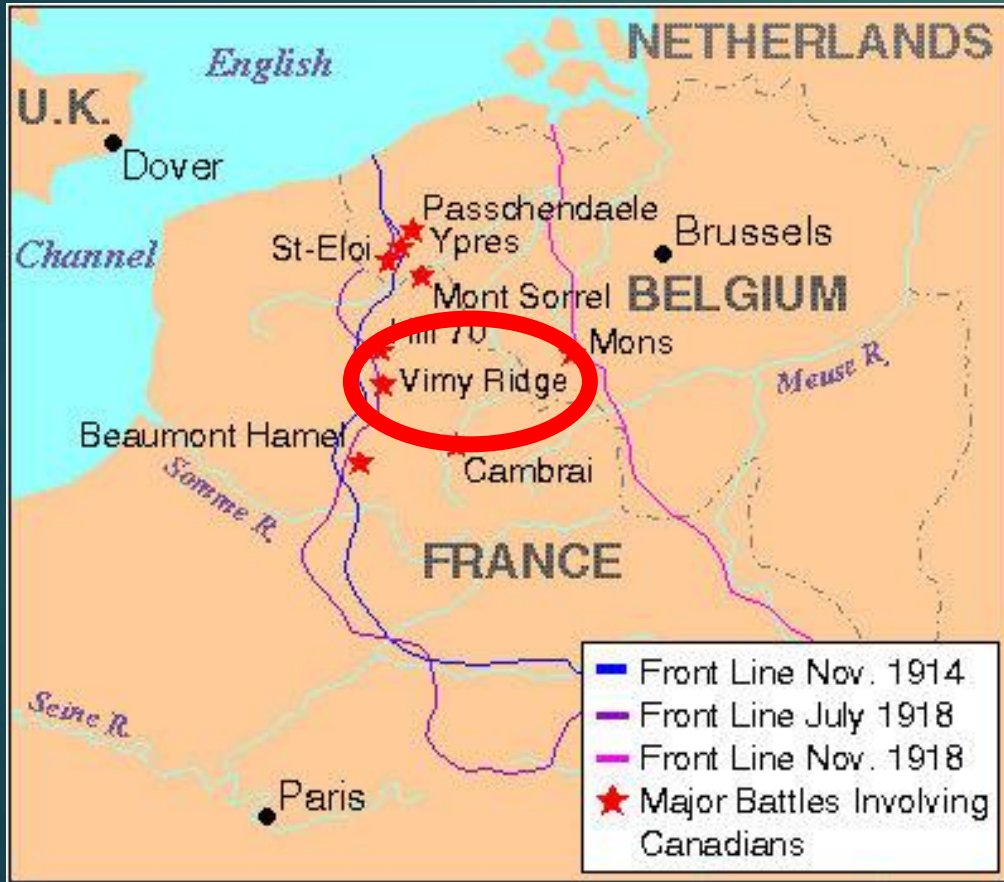 NETHERLANDS
English
U.K.
Dover
Passchendaele
Channel
St-Eloi
Ypres
Brussels
Mont Sorrel
BELGIUM
70
Mons
Vimy Ridge
Meuse R.
Beaumont Hamel
Cambrai
Somme R.
FRANCE
Front Line Nov. 1914
Front Line July 1918
Front Line Nov. 1918
Major Battles Involving
Canadians
Seine R.
Paris